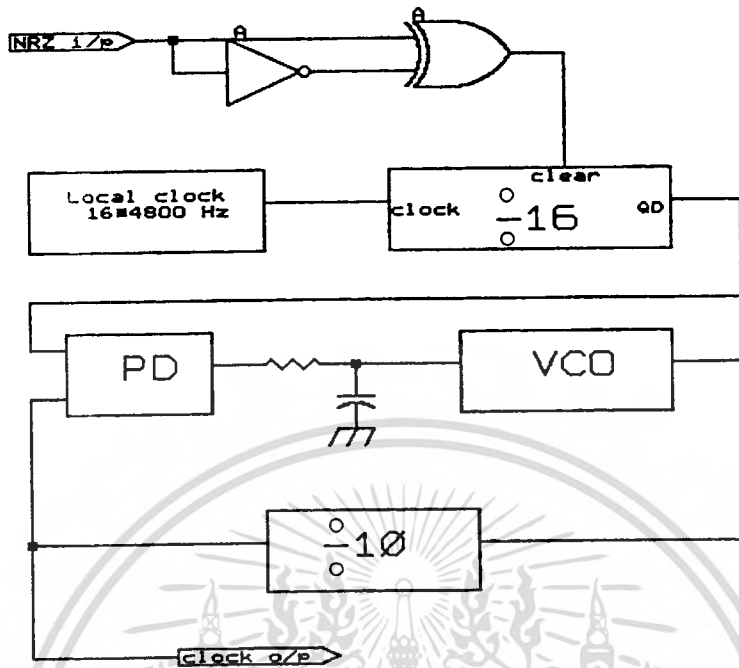 NRZ i/p
A
A
Local clock
16*4800 Hz
clear
clock
÷16
QD
PD
VCO
÷10
clock o/p